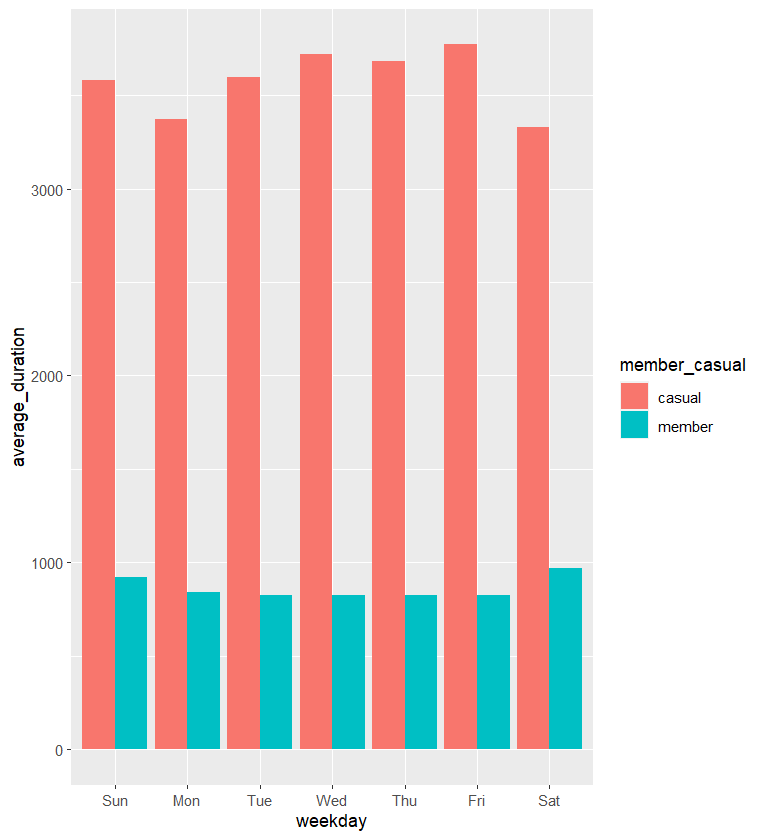 3000
2000
1000
0
average_duration
Sun Mon Tue Wed Thu Fri Sat
weekday
member_casual
casual
member